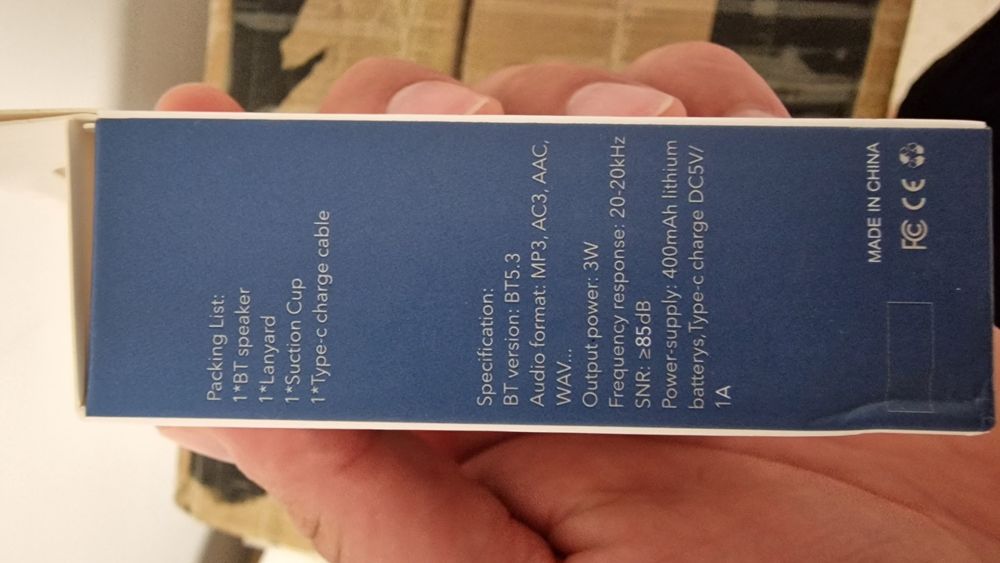 Packing List:
1*BT speaker
1*Lanyard
1*Suction Cup
1*Type-c charge cable
Specification:
BT version: BT5.3
Audio format: MP3, AC3, AAC,
WAV...
Output power: 3W
Frequency response: 20-20kHz
SNR: ≥85dB
Power-supply: 400mAh lithium
batterys,Type-c charge DC5V/
1A
MADE IN CHINA
FC CE